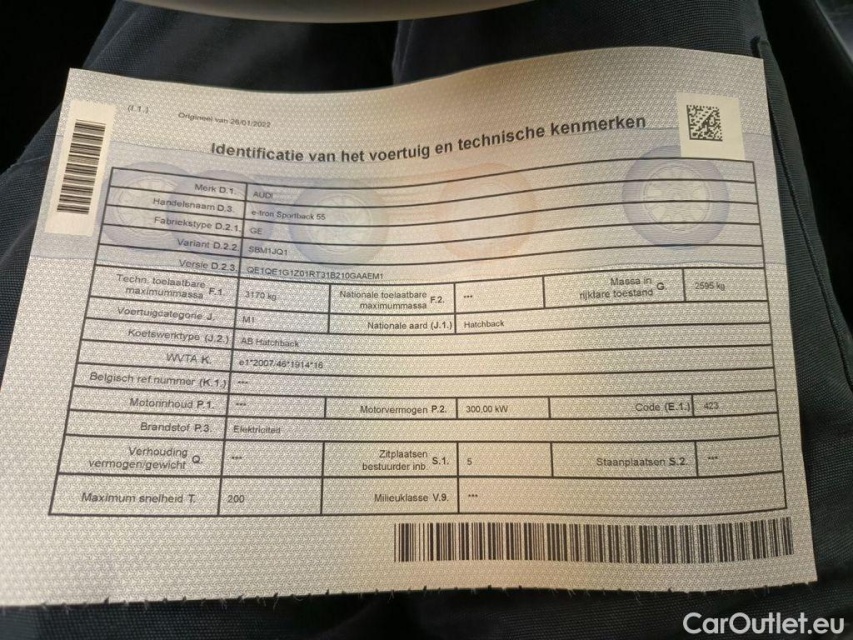 (I.1.)
Origineel van 26/01/2022
Identificatie van het voertuig en technische kenmerken
Merk D.1. AUDI
Handelsnaam D.3. e-tron Sportback 55
Fabriekstype D.2.1. GE
Variant D.2.2. SBM1JQ1
Versie D.2.3. QE1QE1G1Z01RT31B210GAAEM1
Techn. toelaatbare maximummassa F.1. 3170 kg Nationale toelaatbare maximummassa F.2. --- Massa in rijklare toestand G. 2595 kg
Voertuigcategorie J. M1 Nationale aard (J.1.) Hatchback
Koetswerktype (J.2.) AB Hatchback
WVTA K. e1*2007/46*1914*16
Belgisch ref.nummer (K.1.) ---
Motorinhoud P.1. --- Motorvermogen P.2. 300,00 kW Code (E.1.) 423
Brandstof P.3. Elektriciteit
Verhouding vermogen/gewicht Q. --- Zitplaatsen bestuurder inb. S.1. 5 Staanplaatsen S.2. ---
Maximum snelheid T. 200 Milieuklasse V.9. ---
CarOutlet.eu